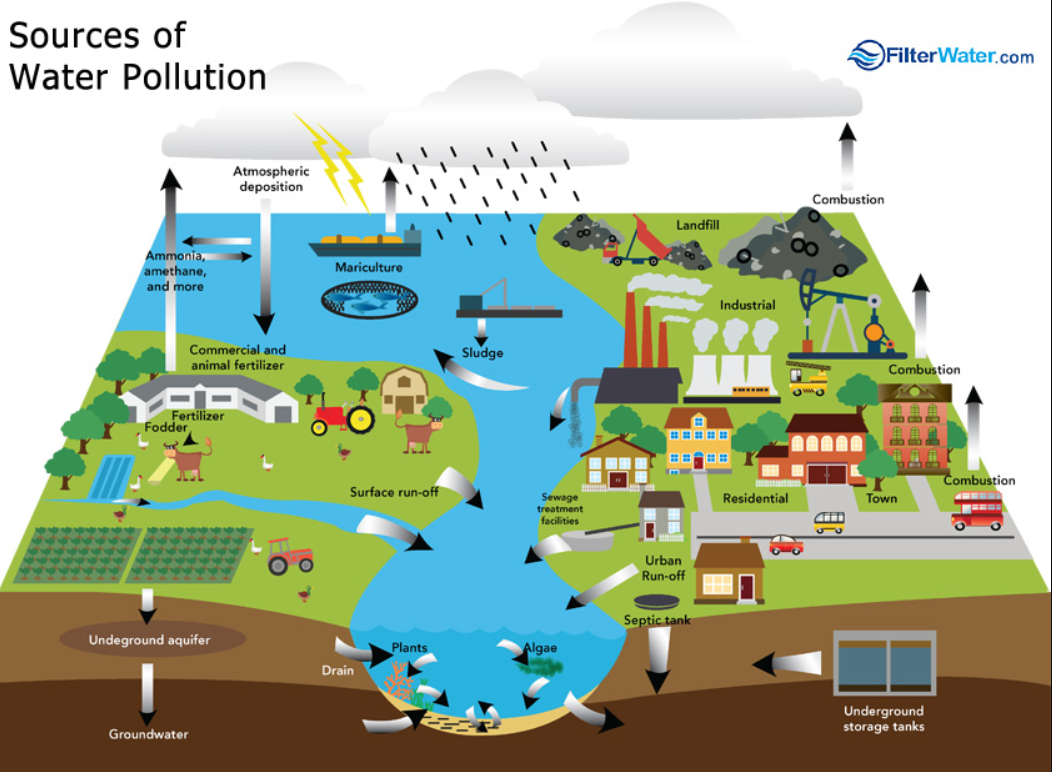 Sources of
Water Pollution
FilterWater.com
Atmospheric
deposition
Combustion
Landfill
Ammonia,
amethane,
and more
Mariculture
Industrial
Sludge
Commercial and
animal fertilizer
Combustion
Fertilizer
Fodder
Surface run-off
Sewage
treatment
facilities
Residential
Town
Combustion
Urban
Run-off
Septic tank
Undeground aquifer
Plants
Algae
Drain
Underground
storage tanks
Groundwater